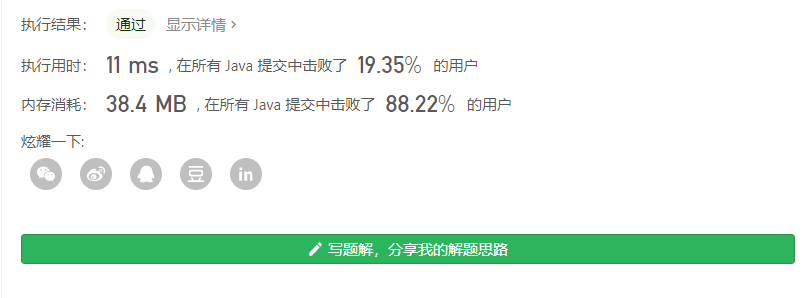 执行结果： 通过 显示详情 >
执行用时： 11 ms , 在所有 Java 提交中击败了 19.35% 的用户
内存消耗： 38.4 MB , 在所有 Java 提交中击败了 88.22% 的用户
炫耀一下:
豆 in
写题解，分享我的解题思路